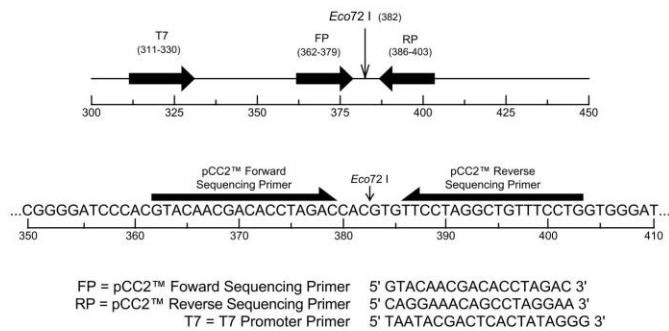 Eco72 I (382)
T7
(311-330)
FP
(362-379)
RP
(386-403)
300 325 350 375 400 425 450
pCC2™ Forward
Sequencing Primer
Eco72 I
pCC2™ Reverse
Sequencing Primer
...CGGGGATCCCACGTACAACGACACCTAGACCACGTGTTCCTAGGCTGTTTCCTGGTGGGAT...
350 360 370 380 390 400 410
FP = pCC2™ Foward Sequencing Primer 5' GTACAACGACACCTAGAC 3'
RP = pCC2™ Reverse Sequencing Primer 5' CAGGAAACAGCCTAGGAA 3'
T7 = T7 Promoter Primer 5' TAATACGACTCACTATAGGG 3'